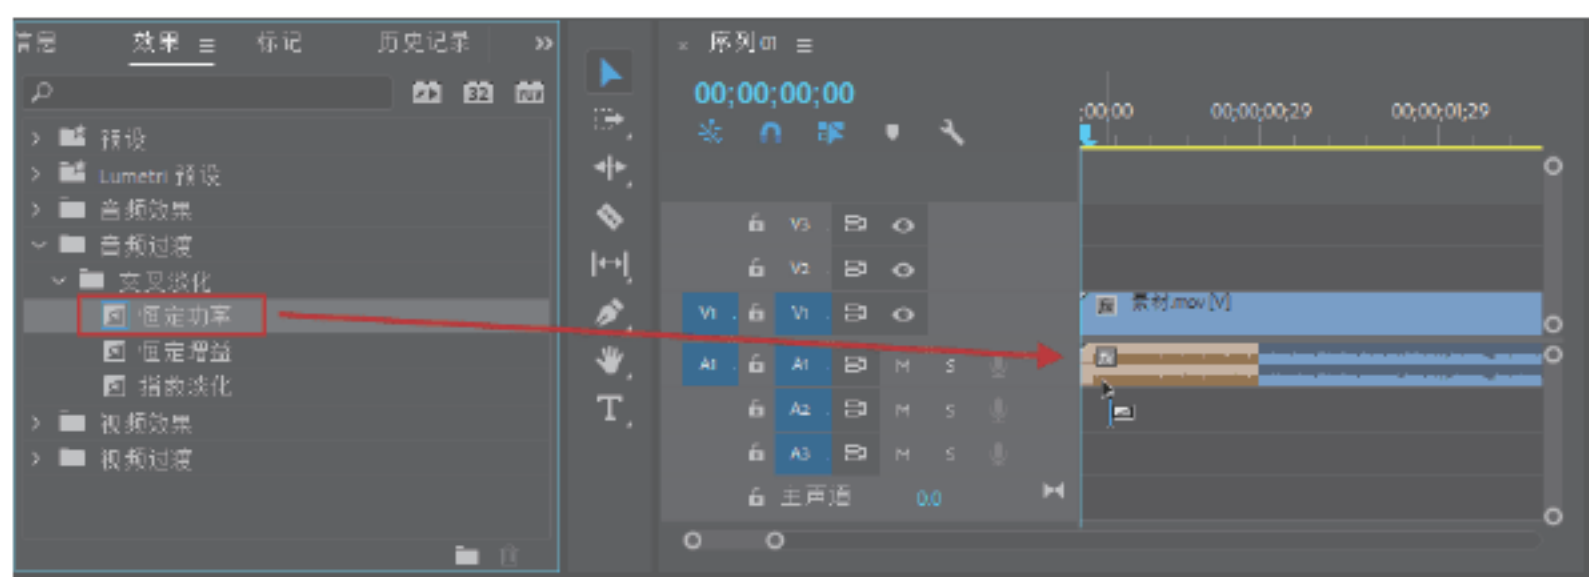 信息 效果 标记 历史记录
32
预设
Lumetri 预设
音频效果
音频过渡
交叉淡化
恒定功率
恒定增益
指数淡化
视频效果
视频过渡
T
× 序列 01
00;00;00;00
;00;00 00;00;00;29 00;00;01;29
V3
V2
V1 V1 素材.mov [V]
fx
A1 A1 M S
fx
A2 M S
A3 M S
主声道 0.0